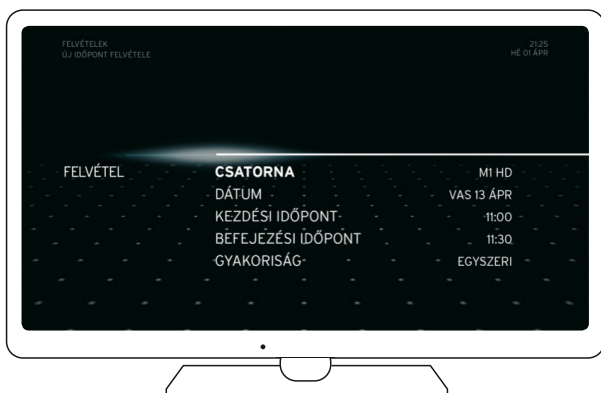 FELVÉTELEK
ÚJ IDŐPONT FELVÉTELE
21:25
HÉ 01 ÁPR
FELVÉTEL
CSATORNA M1 HD
DÁTUM VAS 13 ÁPR
KEZDÉSI IDŐPONT 11:00
BEFEJEZÉSI IDŐPONT 11:30
GYAKORISÁG EGYSZERI